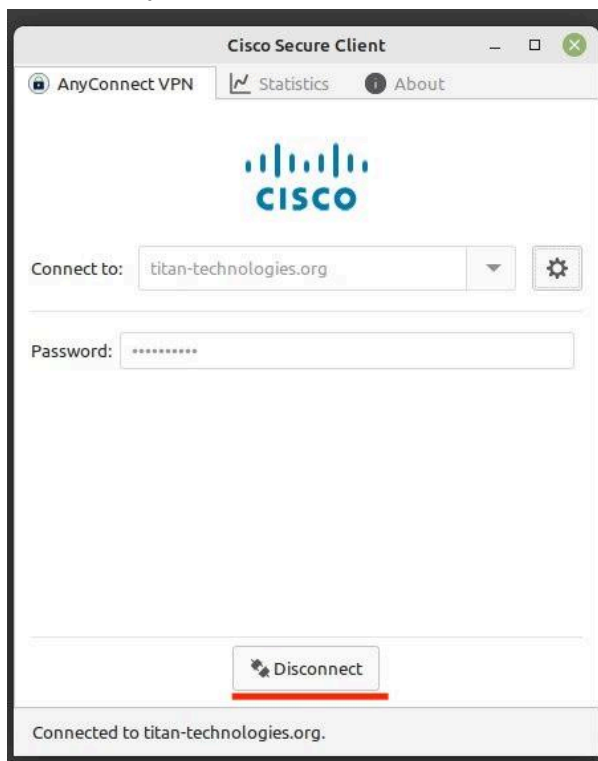 Cisco Secure Client
AnyConnect VPN Statistics About
CISCO
Connect to: titan-technologies.org
Password: ••••••••••
Disconnect
Connected to titan-technologies.org.